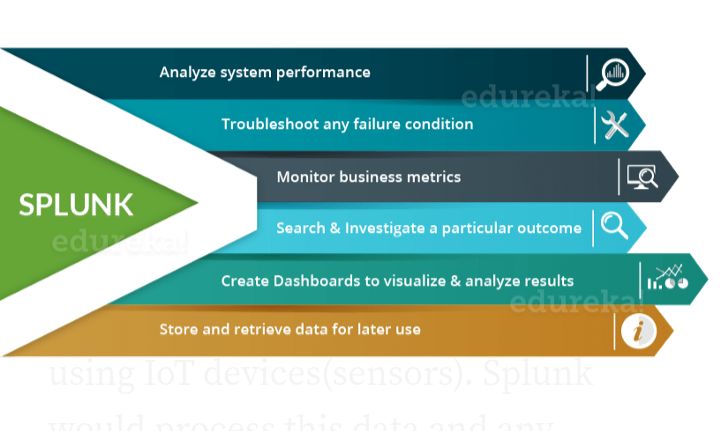 Analyze system performance
edureka!
Troubleshoot any failure condition
Monitor business metrics
SPLUNK
Search & Investigate a particular outcome
edureka!
Create Dashboards to visualize & analyze results
edureka!
Store and retrieve data for later use
using IoT devices(sensors). Splunk
would process this data and any